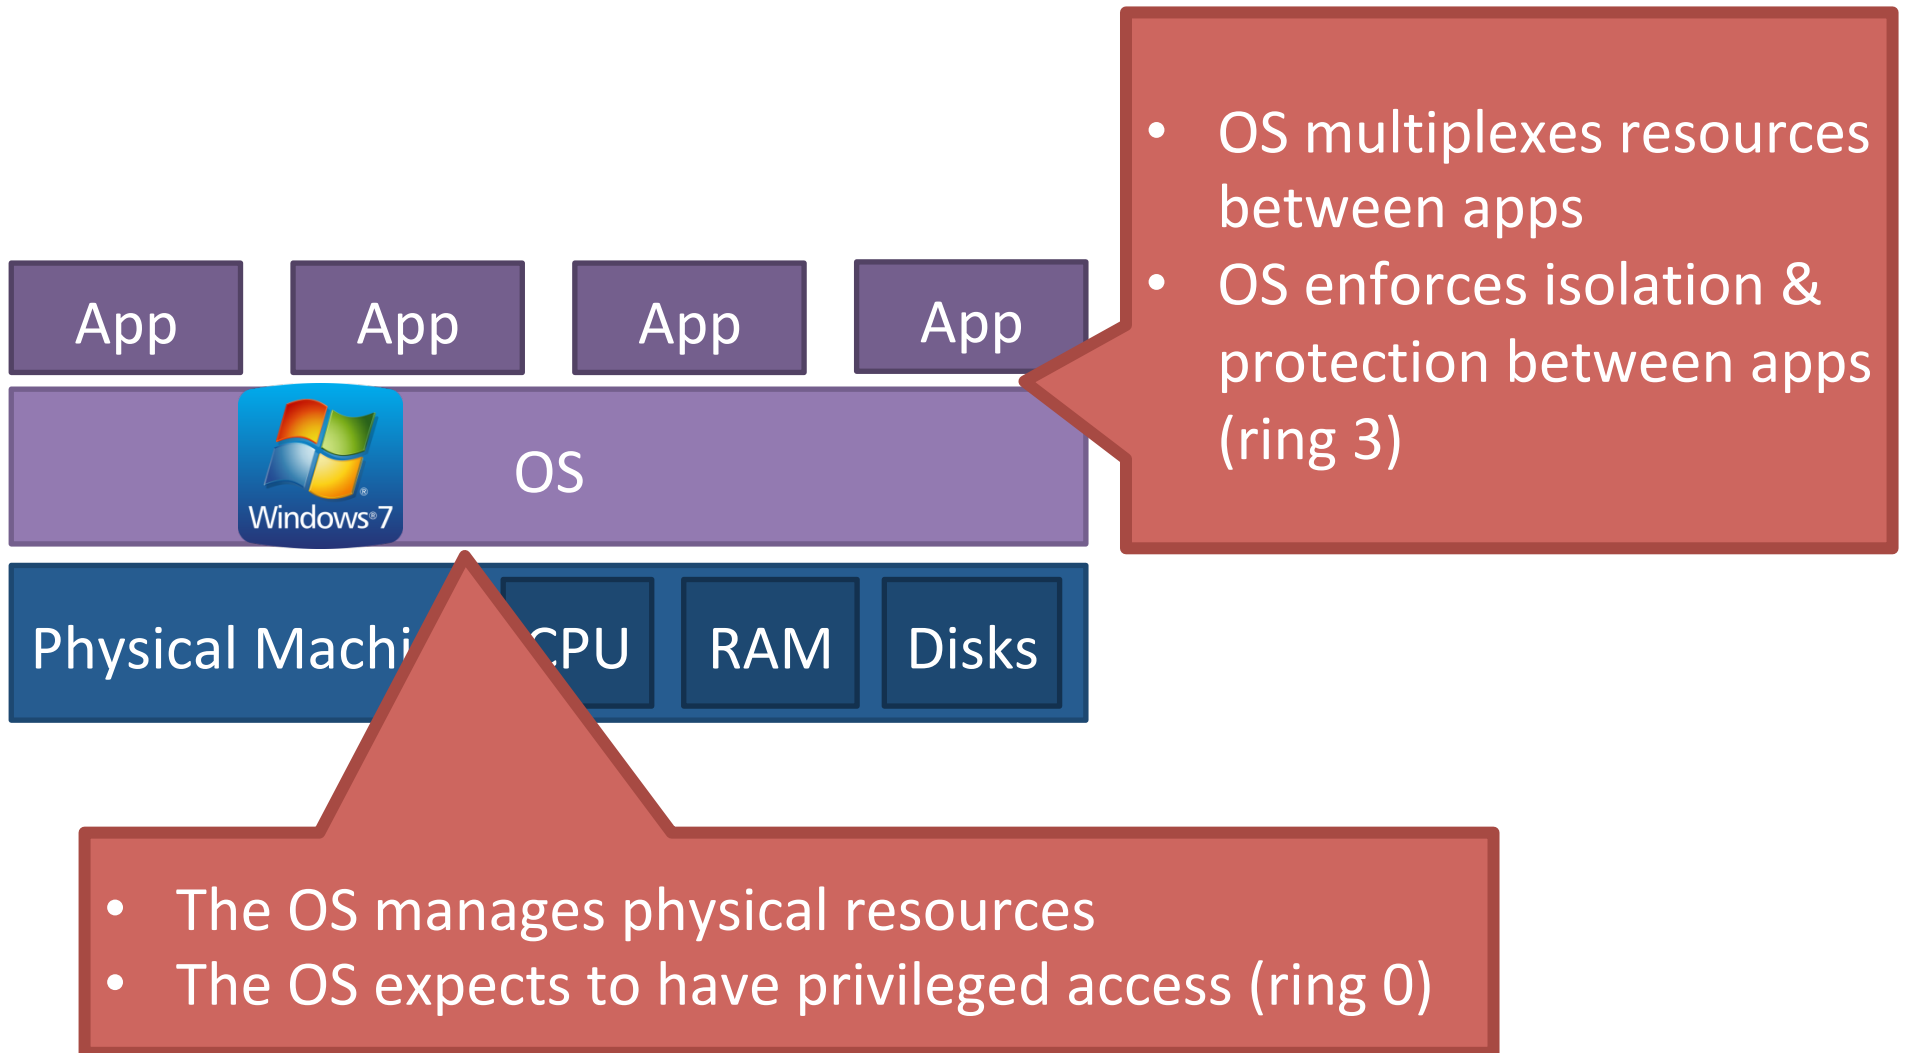 • OS multiplexes resources
between apps
• OS enforces isolation &
protection between apps
(ring 3)
App App App App
OS
Windows®7
Physical Machi CPU RAM Disks
• The OS manages physical resources
• The OS expects to have privileged access (ring 0)